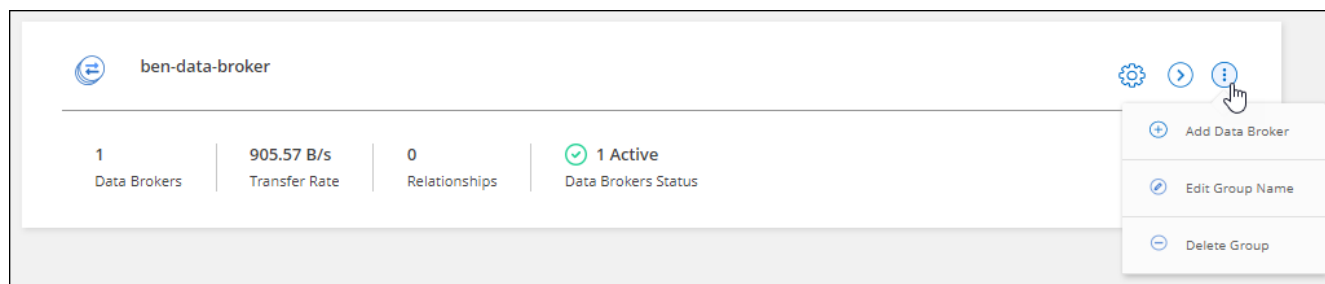 ben-data-broker
1
Data Brokers
905.57 B/s
Transfer Rate
0
Relationships
1 Active
Data Brokers Status
Add Data Broker
Edit Group Name
Delete Group